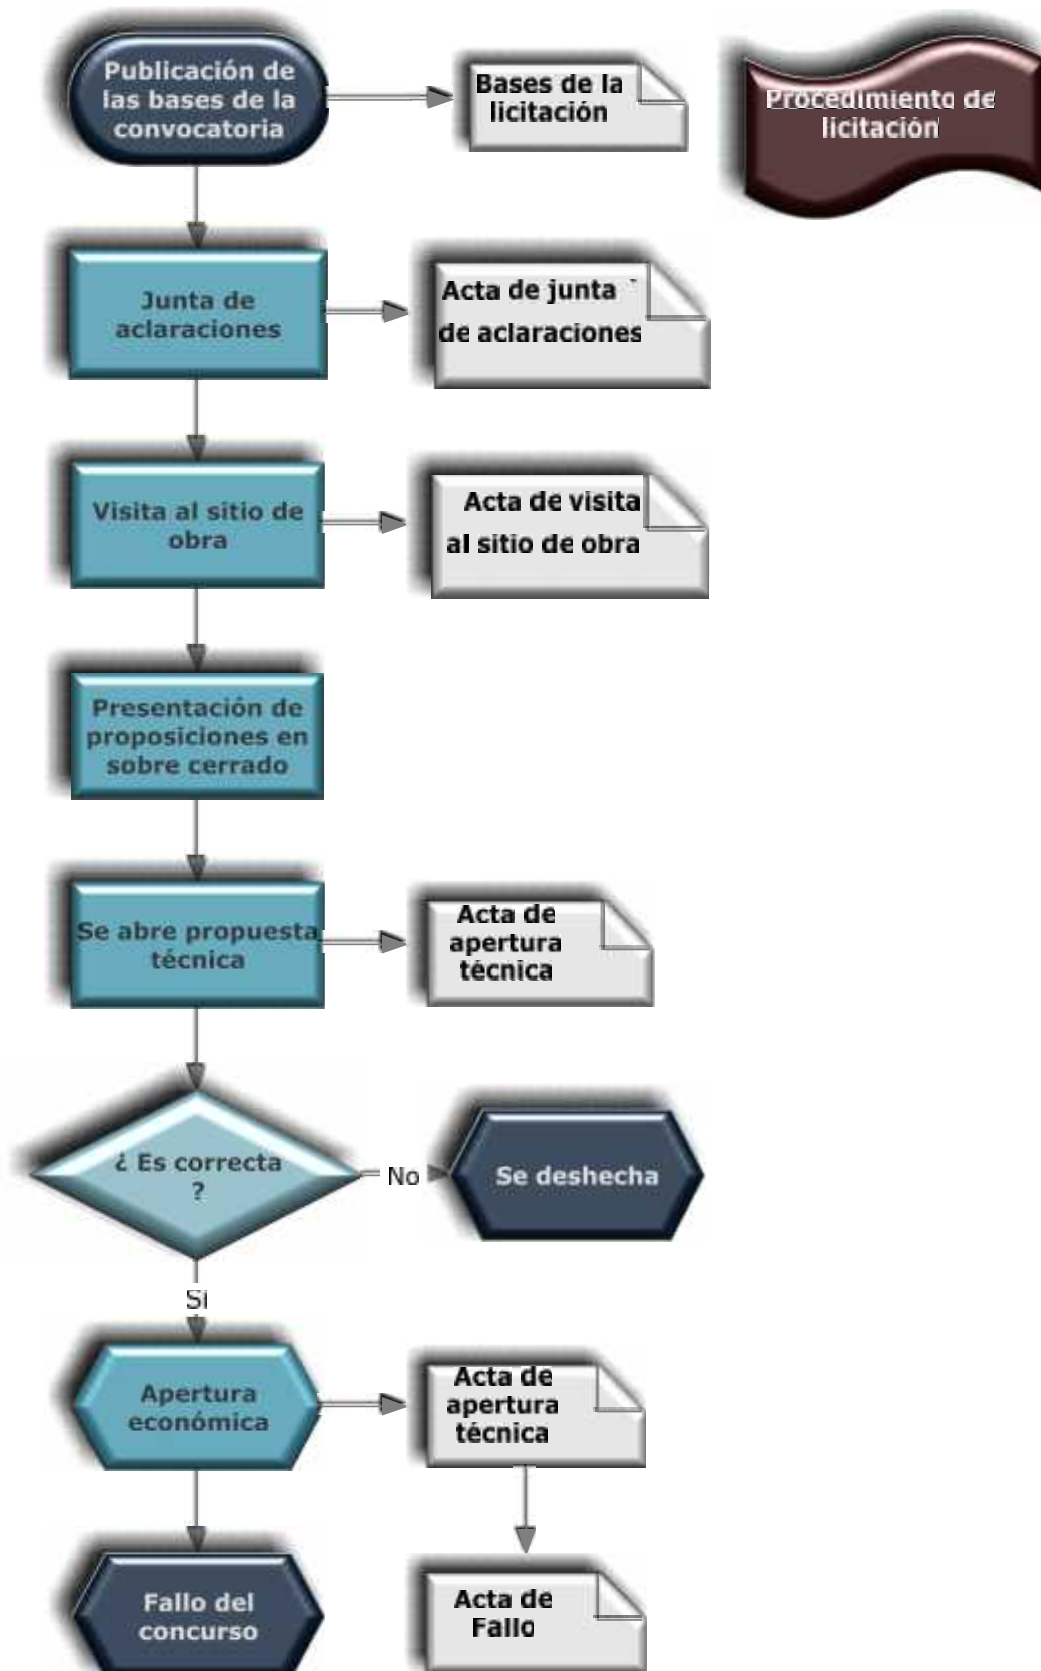 Publicación de
las bases de la
convocatoria
Bases de la
licitación
Procedimiento de
licitación
Junta de
aclaraciones
Acta de junta
de aclaraciones
Visita al sitio de
obra
Acta de visita
al sitio de obra
Presentación de
proposiciones en
sobre cerrado
Se abre propuesta
técnica
Acta de
apertura
técnica
¿ Es correcta
?
No
Se deshecha
Sí
Apertura
económica
Acta de
apertura
técnica
Fallo del
concurso
Acta de
Fallo